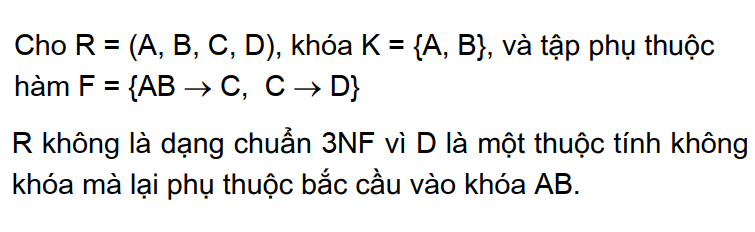 Cho R = (A, B, C, D), khóa K = {A, B}, và tập phụ thuộc
hàm F = {AB → C, C → D}
R không là dạng chuẩn 3NF vì D là một thuộc tính không
khóa mà lại phụ thuộc bắc cầu vào khóa AB.